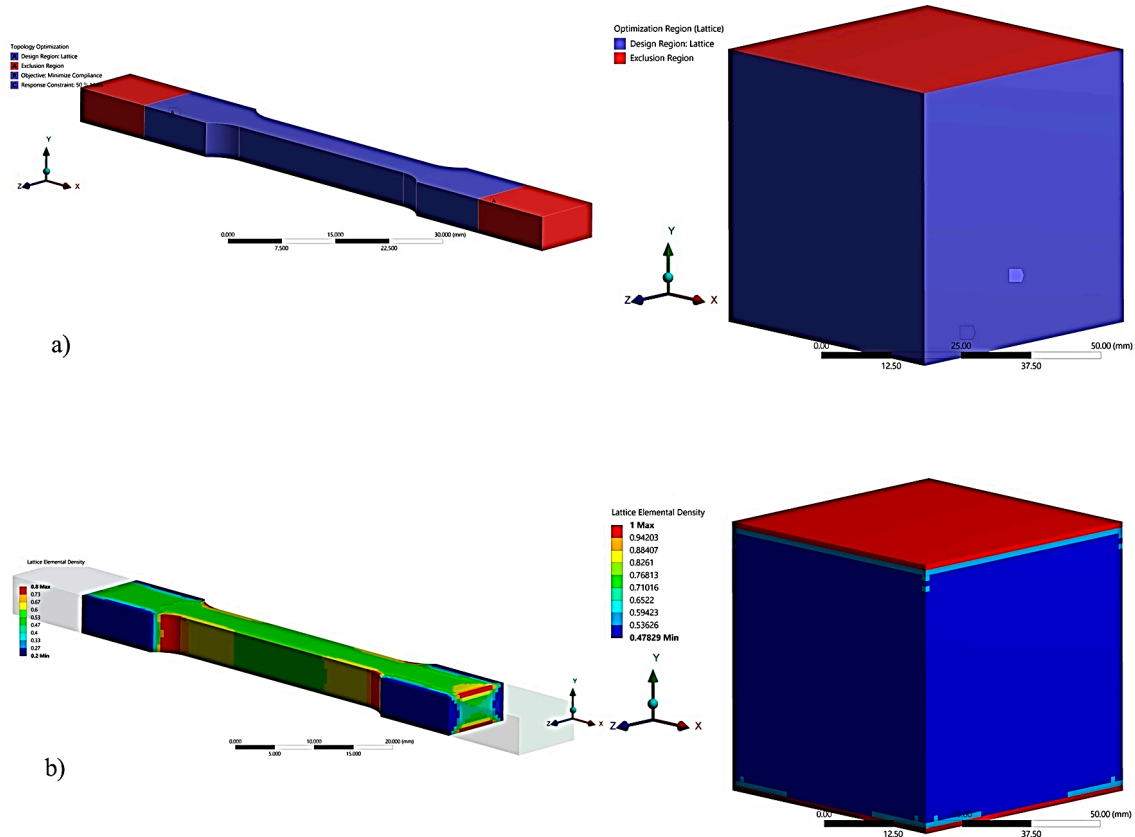 Topology Optimization
A Design Region: Lattice
A Exclusion Region
B Objective: Minimize Compliance
C Response Constraint: 50 % Mass
A
A
Y
Z
X
0.000
15.000
30.000 (mm)
7.500
22.500
Optimization Region (Lattice)
Design Region: Lattice
Exclusion Region
Y
Z
X
0.00
25.00
50.00 (mm)
12.50
37.50
a)
Lattice Elemental Density
0.8 Max
0.73
0.67
0.6
0.53
0.47
0.4
0.33
0.27
0.2 Min
Y
Z
X
0.000
10.000
20.000 (mm)
5.000
15.000
Lattice Elemental Density
1 Max
0.94203
0.88407
0.8261
0.76813
0.71016
0.6522
0.59423
0.53626
0.47829 Min
Y
Z
X
0.00
50.00 (mm)
12.50
37.50
b)